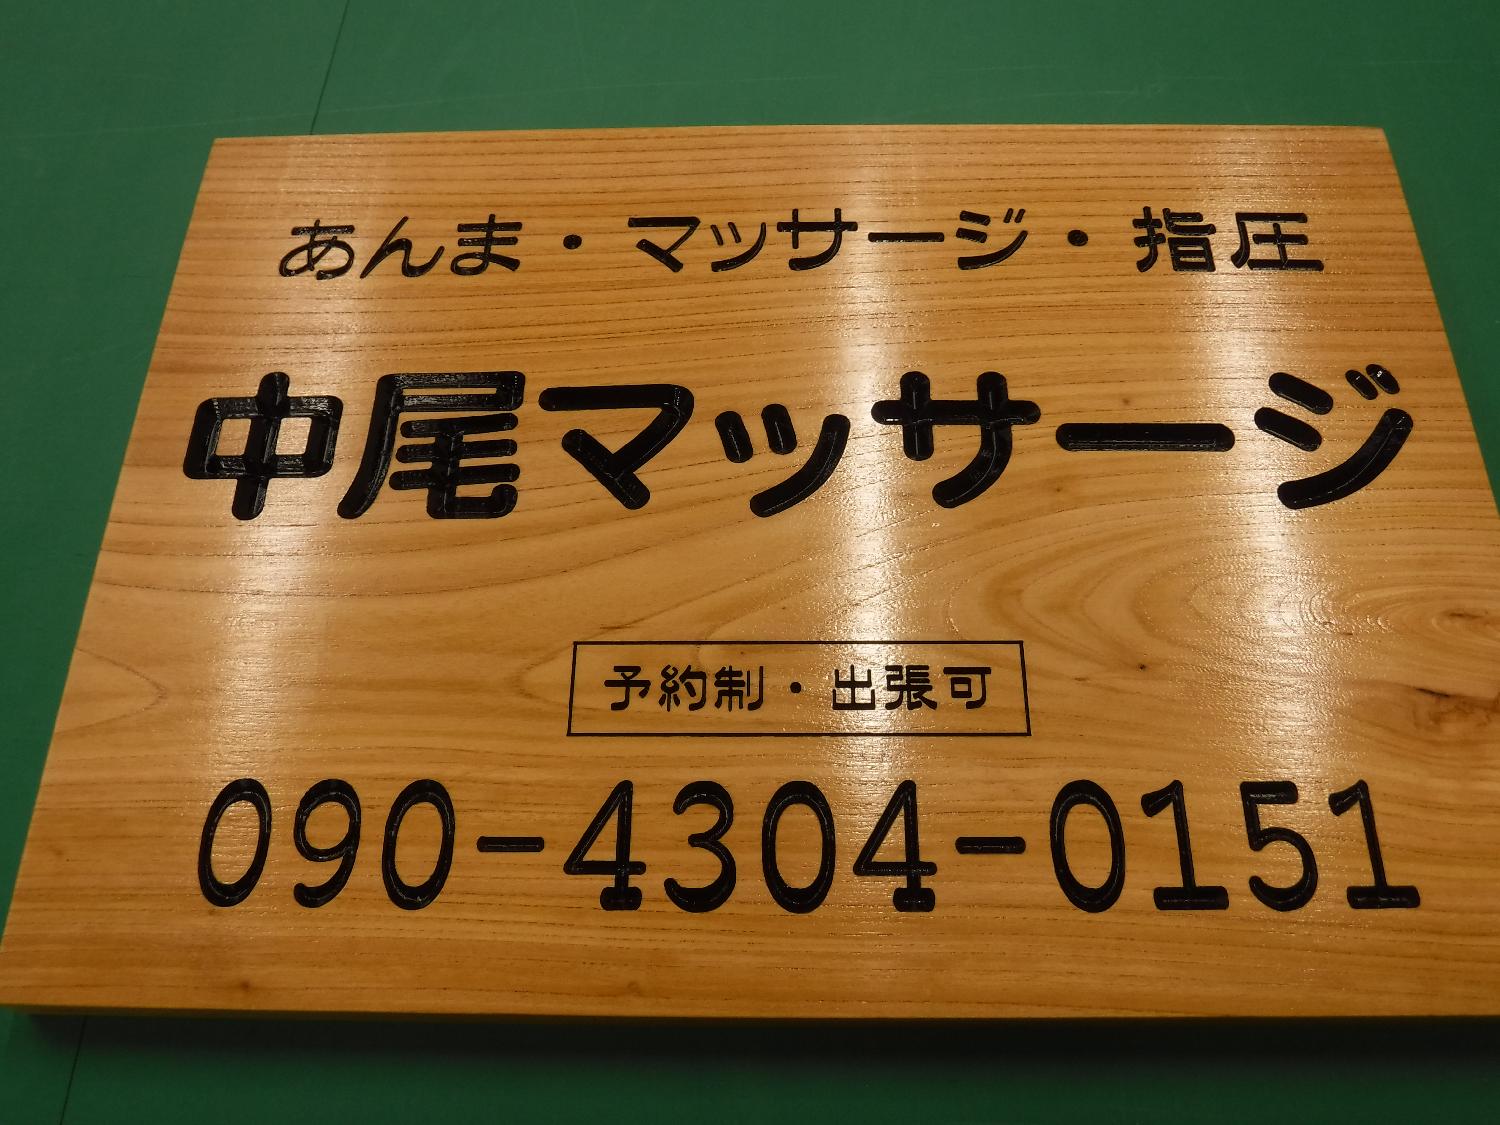 あんま・マッサージ・指圧
中尾マッサージ
予約制・出張可
090-4304-0151